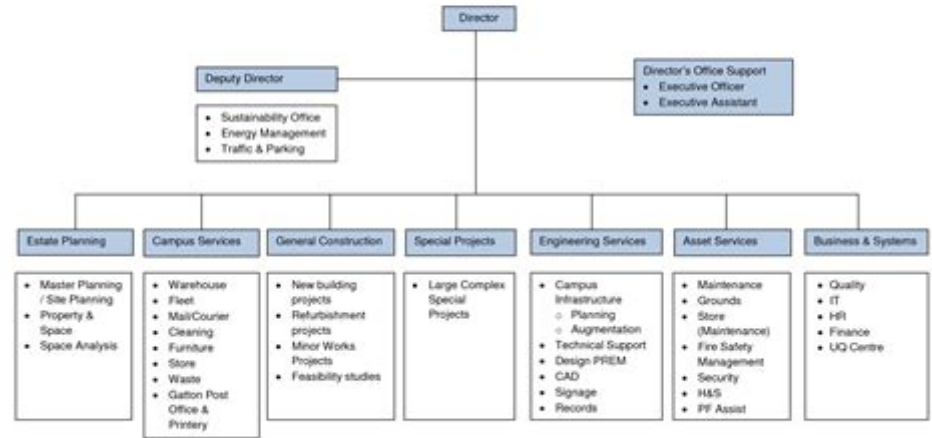 Director
Deputy Director
• Sustainability Office
• Energy Management
• Traffic & Parking
Director's Office Support
• Executive Officer
• Executive Assistant
Estate Planning
• Master Planning
/ Site Planning
• Property &
Space
• Space Analysis
Campus Services
• Warehouse
• Fleet
• Mail/Courier
• Cleaning
• Furniture
• Store
• Waste
• Gatton Post
Office &
Printery
General Construction
• New building
projects
• Refurbishment
projects
• Minor Works
Projects
• Feasibility studies
Special Projects
• Large Complex
Special
Projects
Engineering Services
• Campus
Infrastructure
o Planning
o Augmentation
• Technical Support
• Design PREM
• CAD
• Signage
• Records
Asset Services
• Maintenance
• Grounds
• Store
(Maintenance)
• Fire Safety
Management
• Security
• H&S
• PF Assist
Business & Systems
• Quality
• IT
• HR
• Finance
• UQ Centre